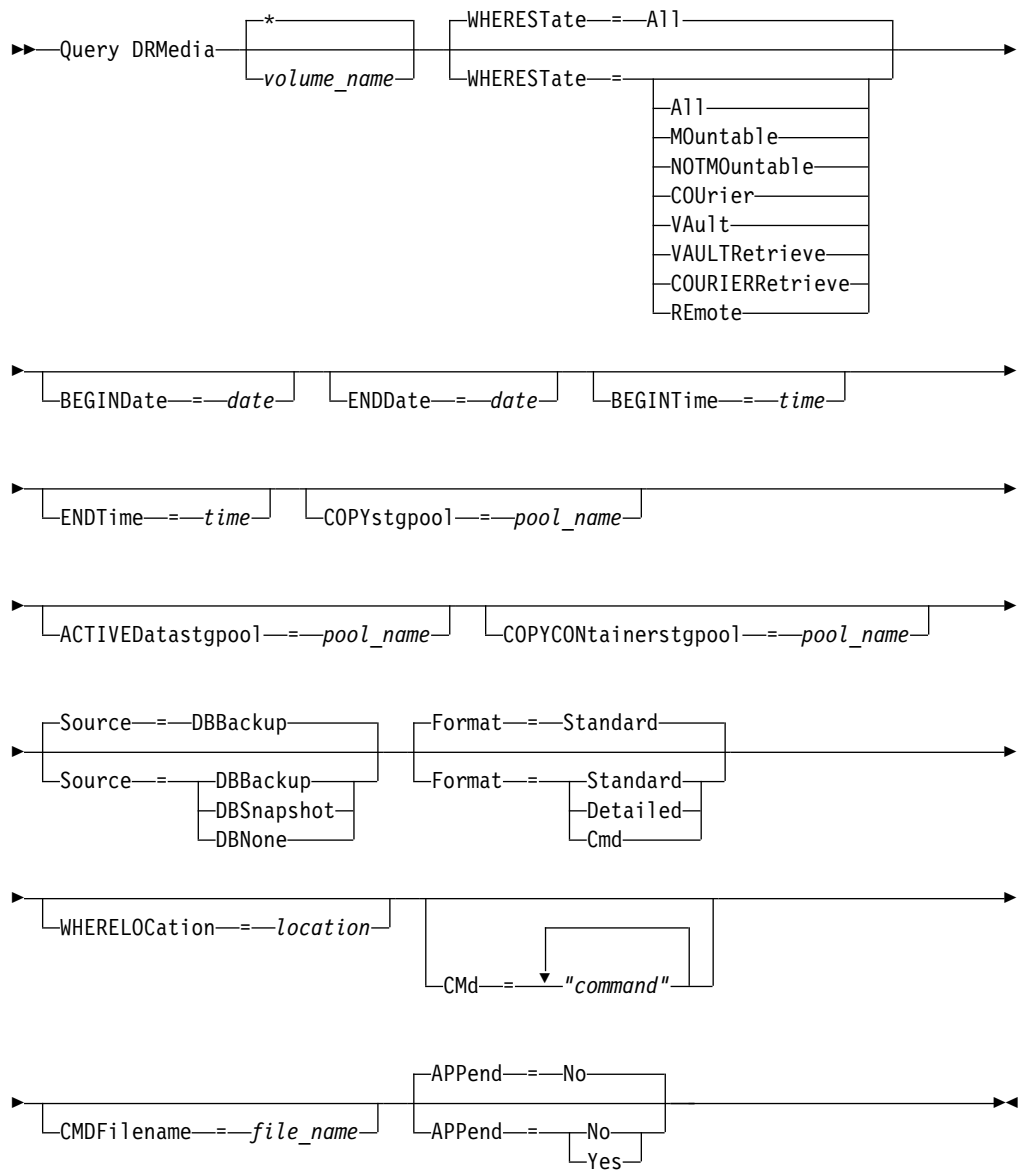 * WHERESTate = All
Query DRMedia
volume_name WHERESTate =
All
MOuntable
NOTMOuntable
COUrier
VAult
VAULTRetrieve
COURIERRetrieve
REmote
BEGINDate = date ENDDate = date BEGINTime = time
ENDTime = time COPYstgpool = pool_name
ACTIVEDatastgpool = pool_name COPYCONtainerstgpool = pool_name
Source = DBBackup Format = Standard
Source = DBBackup Format = Standard
DBSnapshot Detailed
DBNone Cmd
WHERELOCation = location
CMd = "command"
APPend = No
CMDFilename = file_name APPend = No
Yes